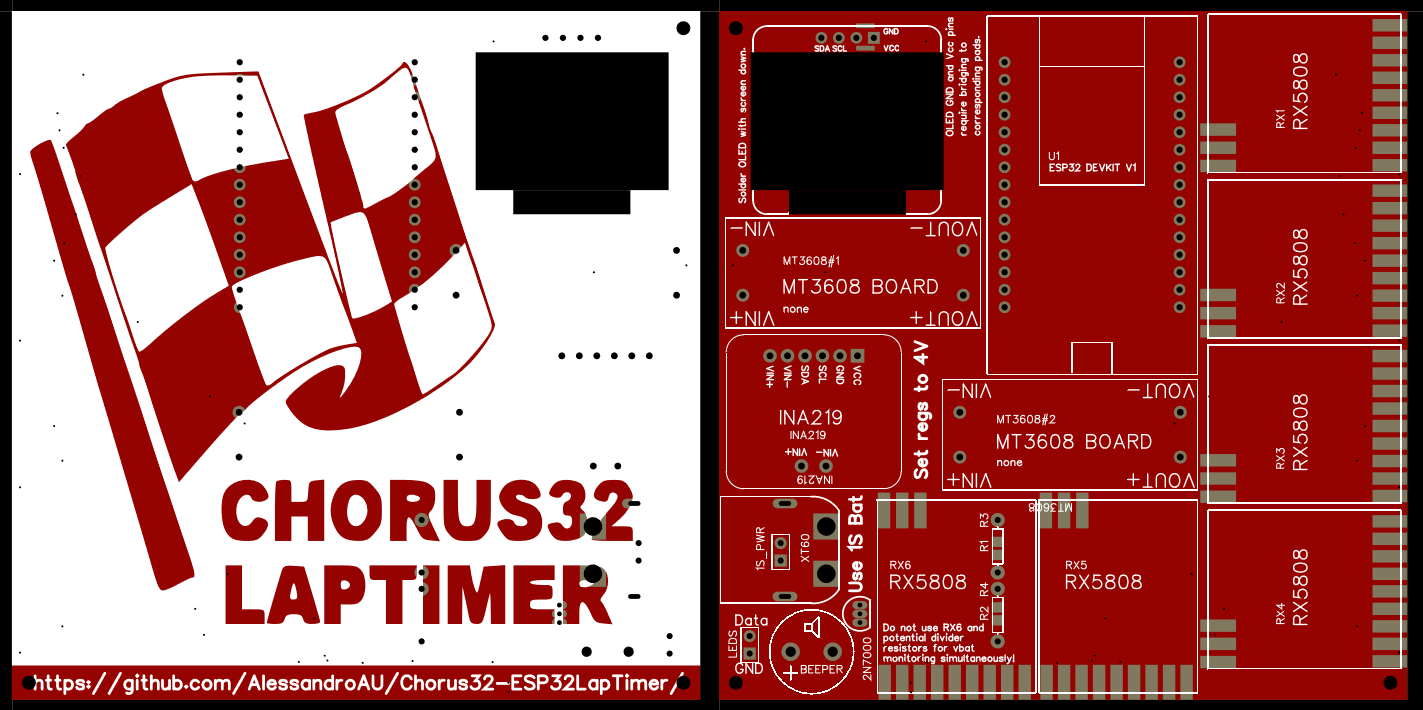 CHORUS32
LAPTIMER
https://github.com/AlessandroAU/Chorus32-ESP32LapTimer/
GND
SDA SCL
VCC
Solder OLED with screen down.
OLED GND and Vcc pins
require bridging to
corresponding pads.
U1
ESP32 DEVKIT V1
RX1
RX5808
RX2
RX5808
RX3
RX5808
RX4
RX5808
-VIN
VOUT-
MT3608#1
MT3608 BOARD
none
+VIN
VOUT+
VIN+
VIN-
SDA
SCL
GND
VCC
INA219
INA219
VIN+
VIN-
INA219
Set regs to 4V
-VIN
VOUT-
MT3608#2
MT3608 BOARD
none
+VIN
VOUT+
MT3608
1S_PWR
XT60
Use 1S Bat
RX6
RX5808
R3
R1
R4
R2
Do not use RX6 and
potential divider
resistors for vbat
monitoring simultaneously!
RX5
RX5808
Data
LEDS
GND
+
BEEPER
2N7000